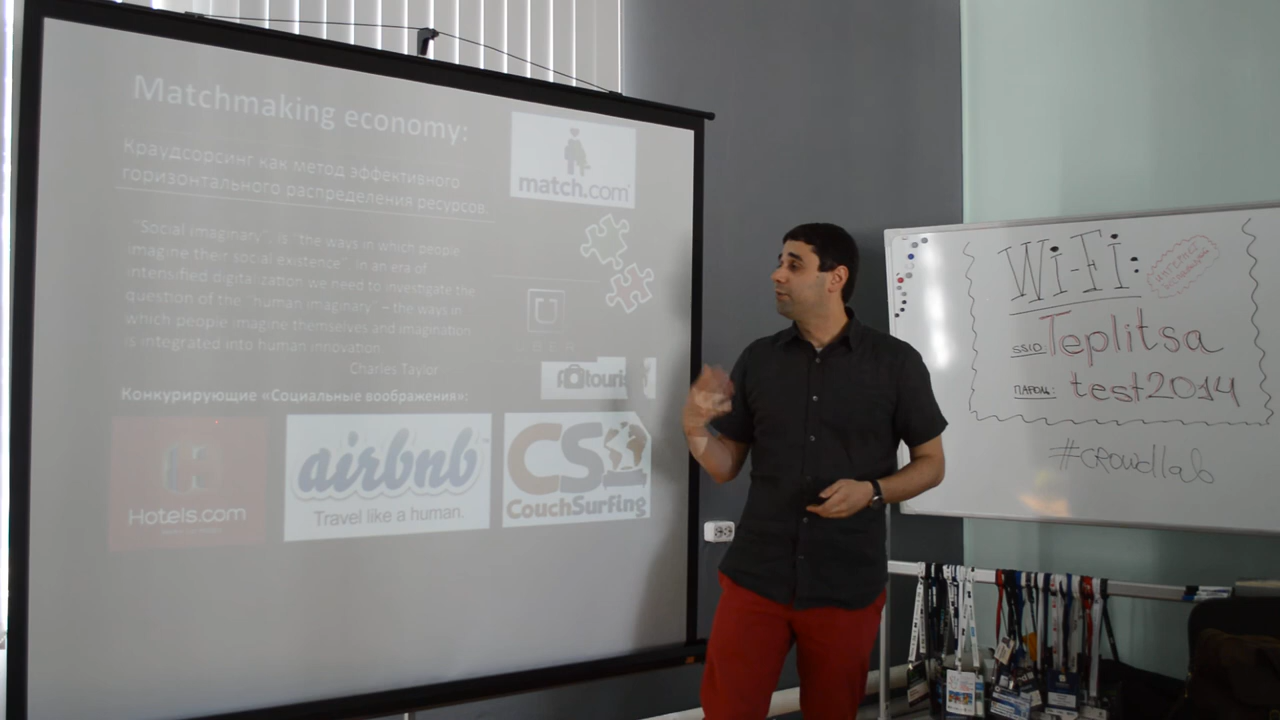 Matchmaking economy:
Краудсорсинг как метод эффективного
горизонтального распределения ресурсов.
"Social imaginary", is "the ways in which people
imagine their social existence" In an era of
intensified digitalization we need to investigate the
question of the "human imaginary" – the ways in
which people imagine themselves and imagination
is integrated into human innovation.
Charles Taylor
Конкурирующие «Социальные воображения»:
match.com
UBER
touris
Hotels.com
airbnb
Travel like a human.
CS
CouchSurfing
Wi-Fi:
SSID: Teplitsa
ПАРОЛЬ: test2014
#CROWDLAB